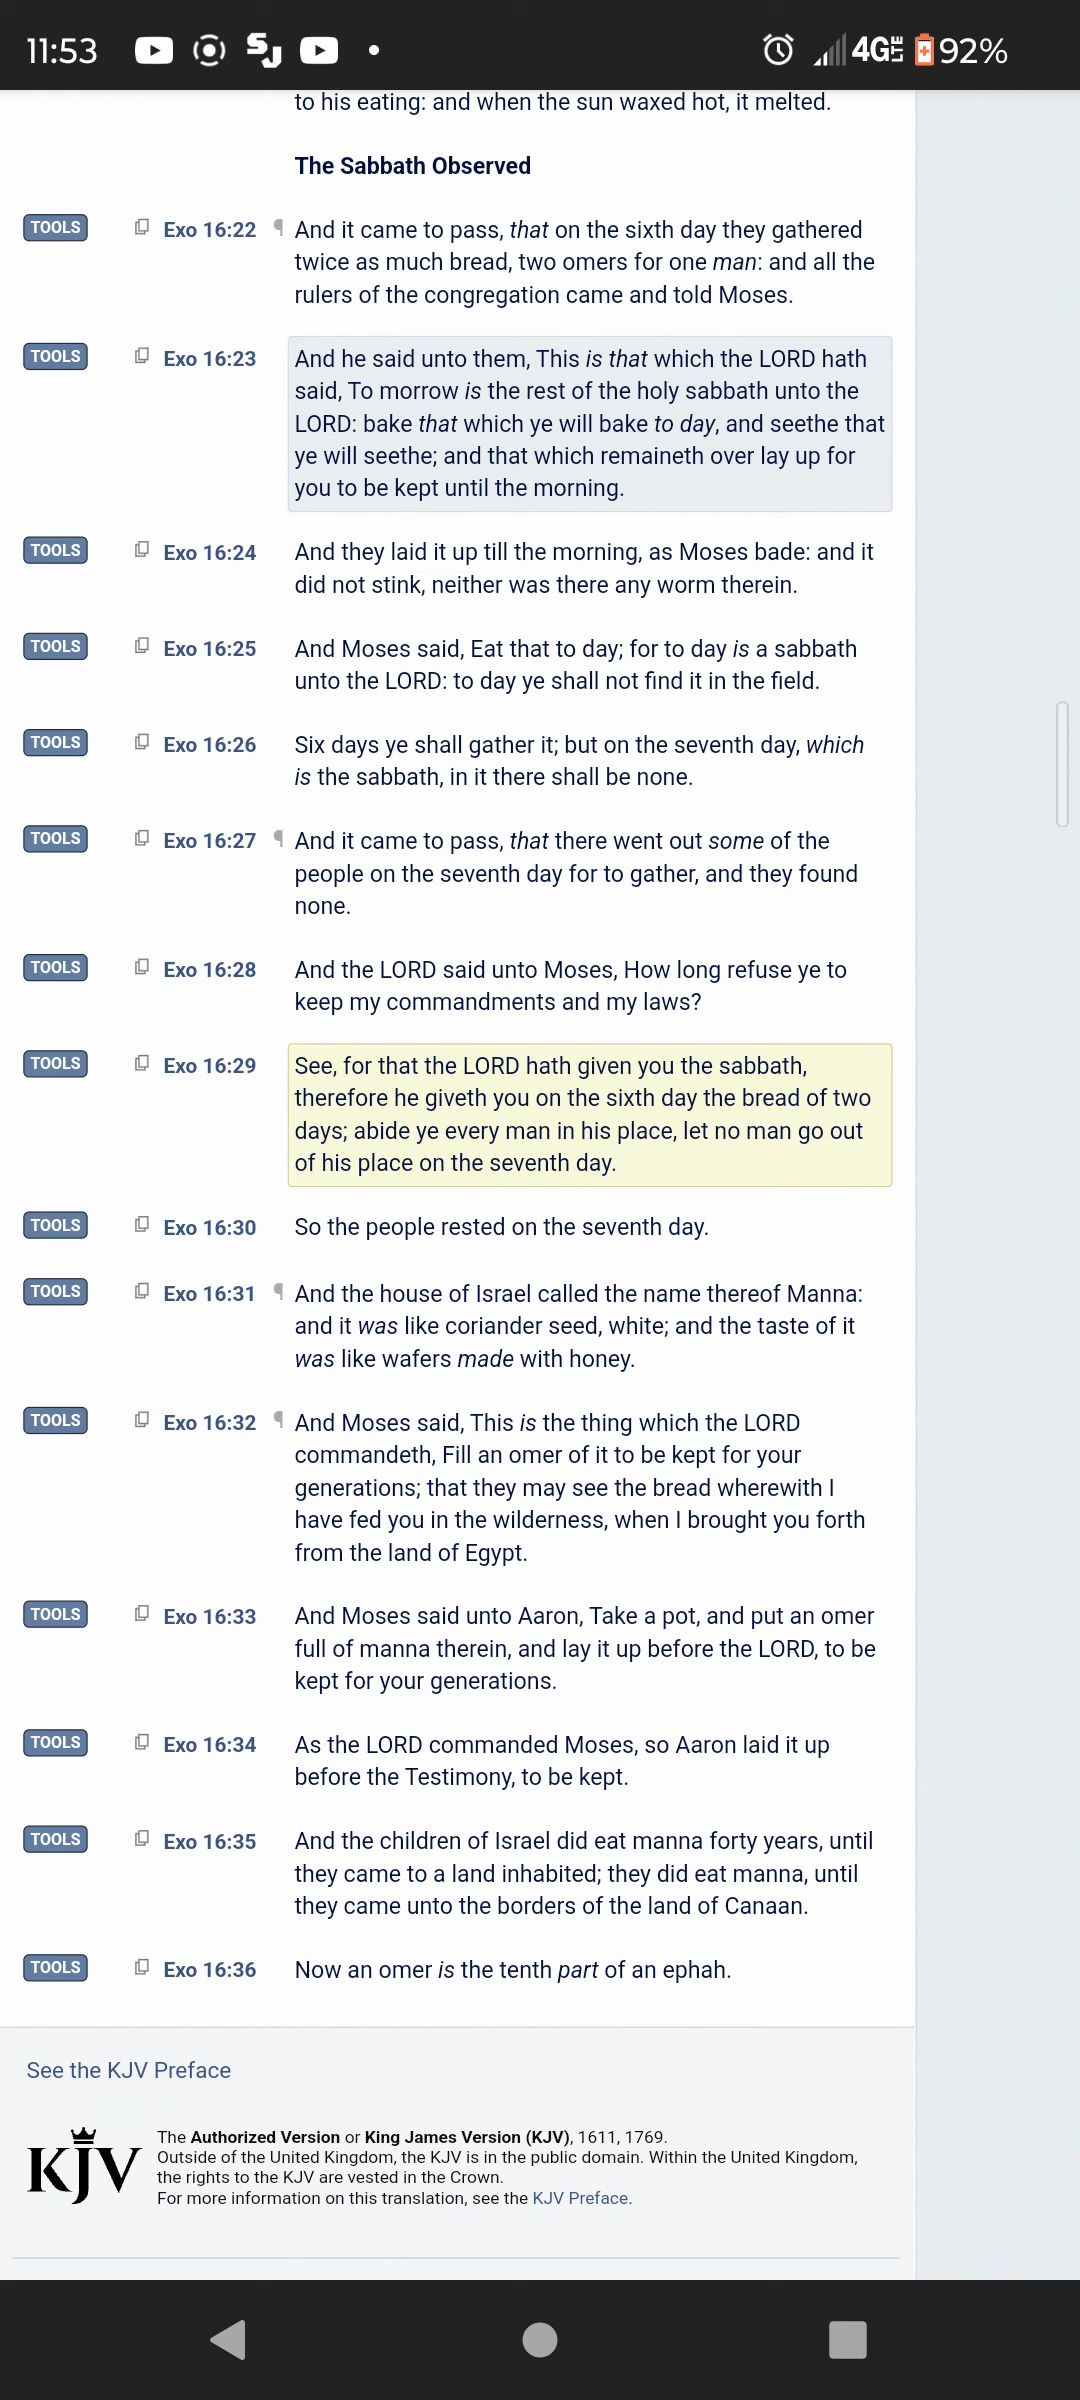 11:53 4G LTE 92%
to his eating: and when the sun waxed hot, it melted.
The Sabbath Observed
TOOLS Exo 16:22 ¶ And it came to pass, that on the sixth day they gathered
twice as much bread, two omers for one man: and all the
rulers of the congregation came and told Moses.
TOOLS Exo 16:23 And he said unto them, This is that which the LORD hath
said, To morrow is the rest of the holy sabbath unto the
LORD: bake that which ye will bake to day, and seethe that
ye will seethe; and that which remaineth over lay up for
you to be kept until the morning.
TOOLS Exo 16:24 And they laid it up till the morning, as Moses bade: and it
did not stink, neither was there any worm therein.
TOOLS Exo 16:25 And Moses said, Eat that to day; for to day is a sabbath
unto the LORD: to day ye shall not find it in the field.
TOOLS Exo 16:26 Six days ye shall gather it; but on the seventh day, which
is the sabbath, in it there shall be none.
TOOLS Exo 16:27 ¶ And it came to pass, that there went out some of the
people on the seventh day for to gather, and they found
none.
TOOLS Exo 16:28 And the LORD said unto Moses, How long refuse ye to
keep my commandments and my laws?
TOOLS Exo 16:29 See, for that the LORD hath given you the sabbath,
therefore he giveth you on the sixth day the bread of two
days; abide ye every man in his place, let no man go out
of his place on the seventh day.
TOOLS Exo 16:30 So the people rested on the seventh day.
TOOLS Exo 16:31 ¶ And the house of Israel called the name thereof Manna:
and it was like coriander seed, white; and the taste of it
was like wafers made with honey.
TOOLS Exo 16:32 ¶ And Moses said, This is the thing which the LORD
commandeth, Fill an omer of it to be kept for your
generations; that they may see the bread wherewith I
have fed you in the wilderness, when I brought you forth
from the land of Egypt.
TOOLS Exo 16:33 And Moses said unto Aaron, Take a pot, and put an omer
full of manna therein, and lay it up before the LORD, to be
kept for your generations.
TOOLS Exo 16:34 As the LORD commanded Moses, so Aaron laid it up
before the Testimony, to be kept.
TOOLS Exo 16:35 And the children of Israel did eat manna forty years, until
they came to a land inhabited; they did eat manna, until
they came unto the borders of the land of Canaan.
TOOLS Exo 16:36 Now an omer is the tenth part of an ephah.
See the KJV Preface
KJV
The Authorized Version or King James Version (KJV), 1611, 1769.
Outside of the United Kingdom, the KJV is in the public domain. Within the United Kingdom,
the rights to the KJV are vested in the Crown.
For more information on this translation, see the KJV Preface.